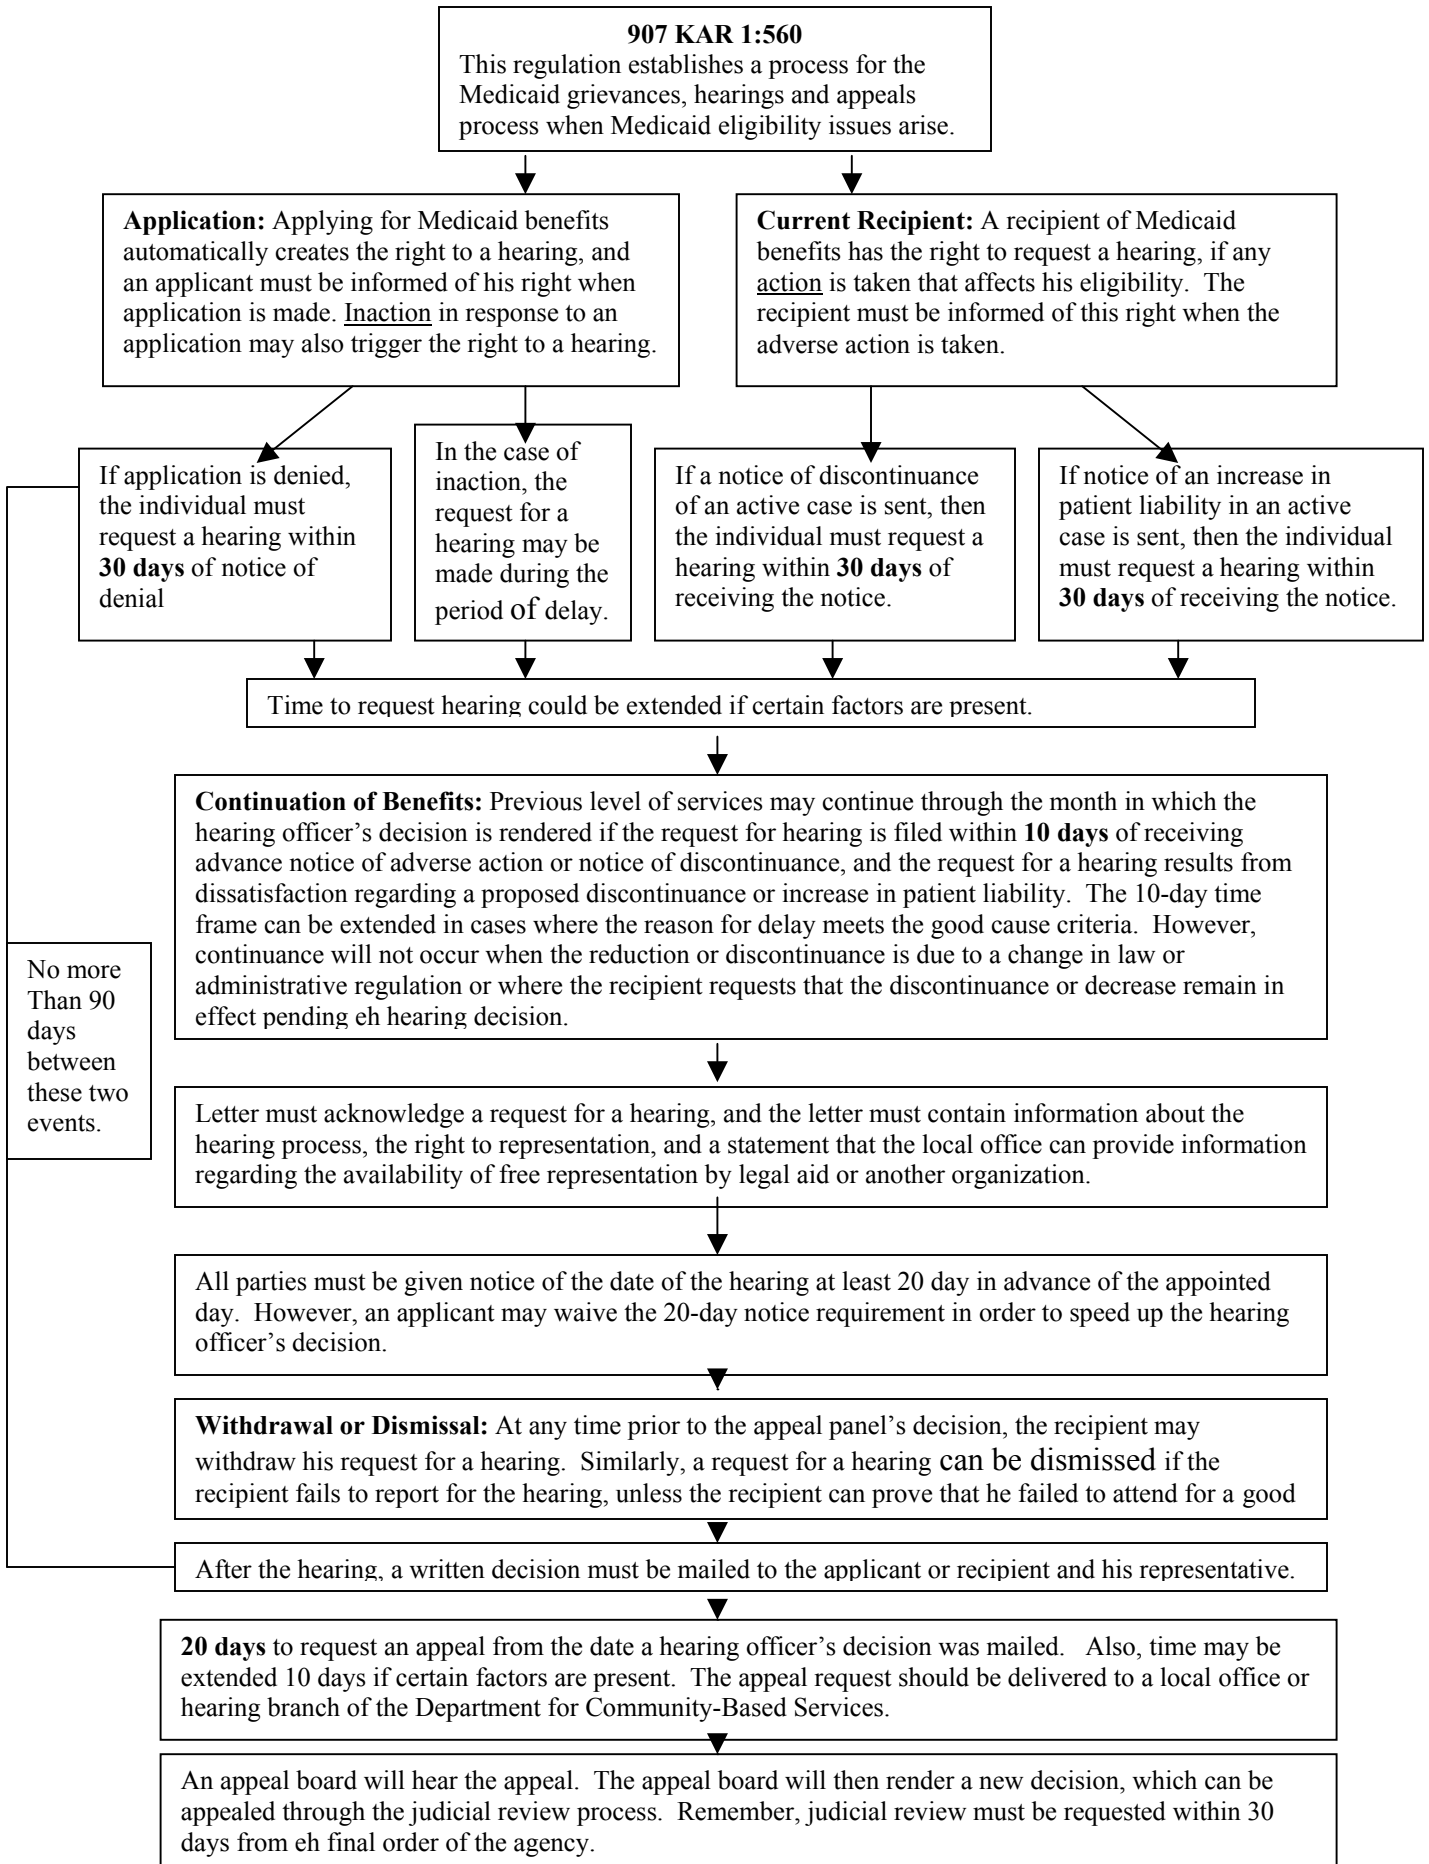 907 KAR 1:560
This regulation establishes a process for the
Medicaid grievances, hearings and appeals
process when Medicaid eligibility issues arise.
Application: Applying for Medicaid benefits
automatically creates the right to a hearing, and
an applicant must be informed of his right when
application is made. Inaction in response to an
application may also trigger the right to a hearing.
Current Recipient: A recipient of Medicaid
benefits has the right to request a hearing, if any
action is taken that affects his eligibility. The
recipient must be informed of this right when the
adverse action is taken.
If application is denied,
the individual must
request a hearing within
30 days of notice of
denial
In the case of
inaction, the
request for a
hearing may be
made during the
period of delay.
If a notice of discontinuance
of an active case is sent, then
the individual must request a
hearing within 30 days of
receiving the notice.
If notice of an increase in
patient liability in an active
case is sent, then the individual
must request a hearing within
30 days of receiving the notice.
Time to request hearing could be extended if certain factors are present.
Continuation of Benefits: Previous level of services may continue through the month in which the
hearing officer's decision is rendered if the request for hearing is filed within 10 days of receiving
advance notice of adverse action or notice of discontinuance, and the request for a hearing results from
dissatisfaction regarding a proposed discontinuance or increase in patient liability. The 10-day time
frame can be extended in cases where the reason for delay meets the good cause criteria. However,
continuance will not occur when the reduction or discontinuance is due to a change in law or
administrative regulation or where the recipient requests that the discontinuance or decrease remain in
effect pending eh hearing decision.
No more
Than 90
days
between
these two
events.
Letter must acknowledge a request for a hearing, and the letter must contain information about the
hearing process, the right to representation, and a statement that the local office can provide information
regarding the availability of free representation by legal aid or another organization.
All parties must be given notice of the date of the hearing at least 20 day in advance of the appointed
day. However, an applicant may waive the 20-day notice requirement in order to speed up the hearing
officer's decision.
Withdrawal or Dismissal: At any time prior to the appeal panel's decision, the recipient may
withdraw his request for a hearing. Similarly, a request for a hearing can be dismissed if the
recipient fails to report for the hearing, unless the recipient can prove that he failed to attend for a good
After the hearing, a written decision must be mailed to the applicant or recipient and his representative.
20 days to request an appeal from the date a hearing officer's decision was mailed. Also, time may be
extended 10 days if certain factors are present. The appeal request should be delivered to a local office or
hearing branch of the Department for Community-Based Services.
An appeal board will hear the appeal. The appeal board will then render a new decision, which can be
appealed through the judicial review process. Remember, judicial review must be requested within 30
days from eh final order of the agency.